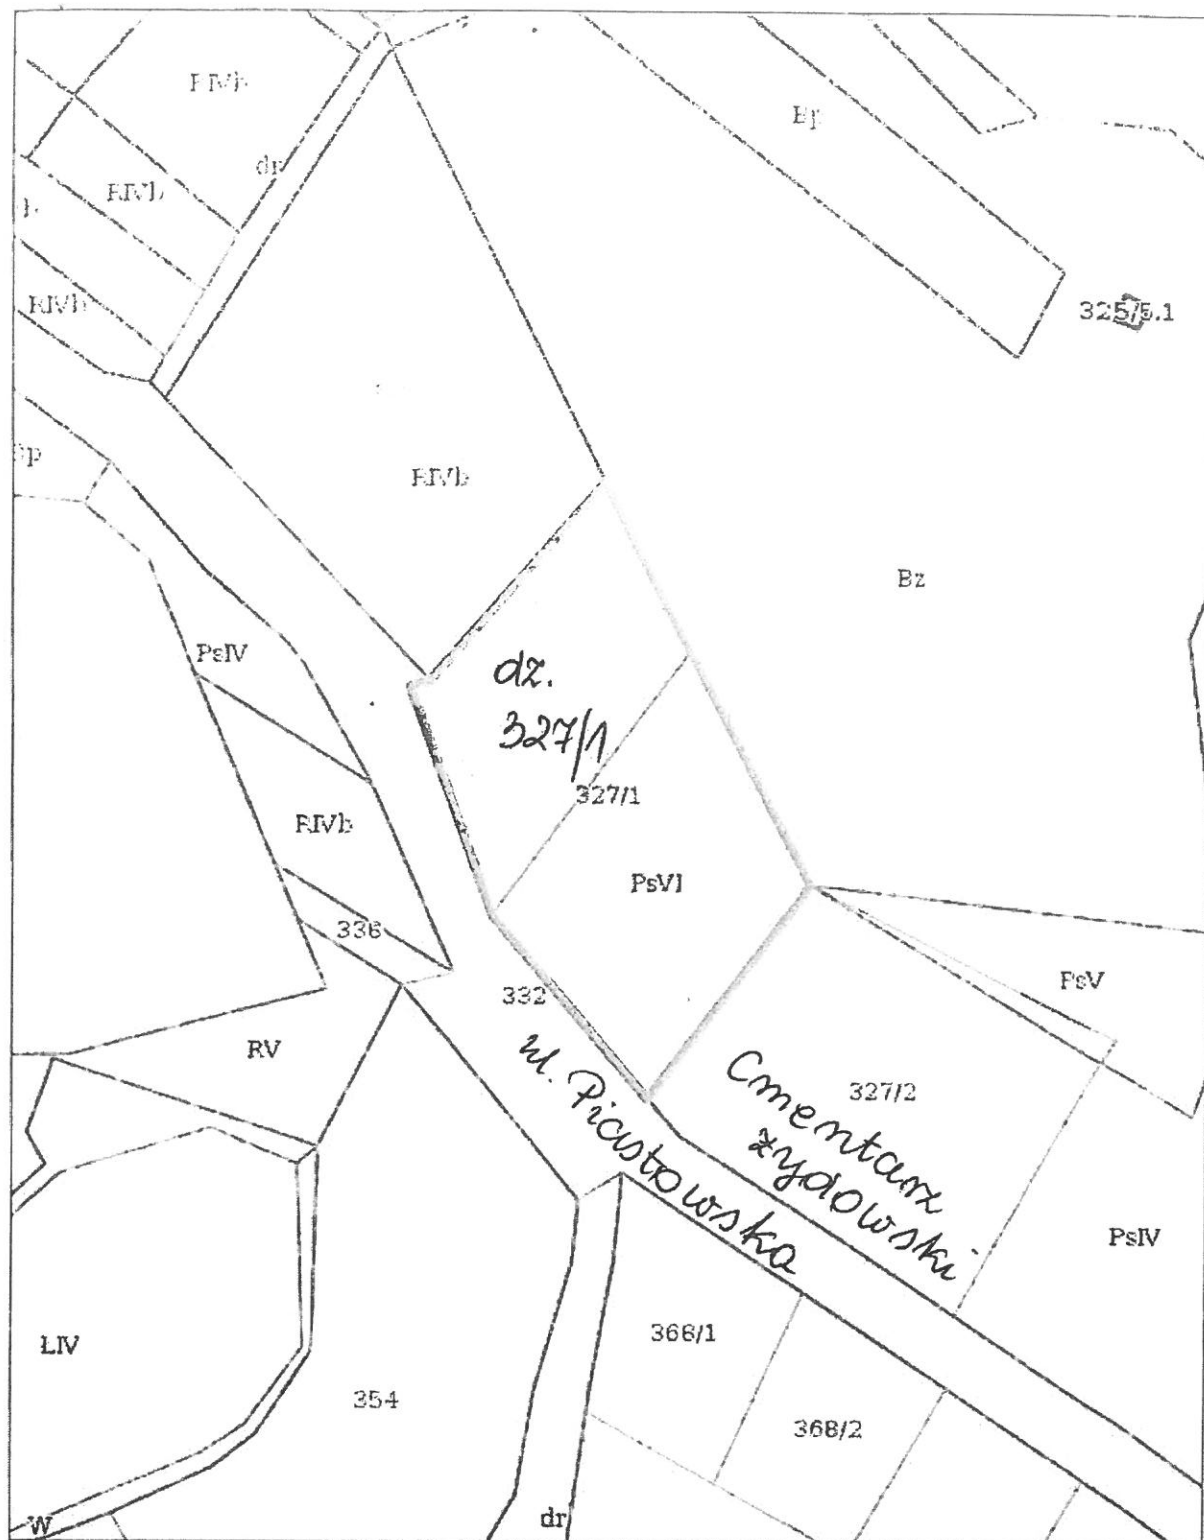 RIVb
Bp
dr
RIVb
325/5.1
RIVb
RIVb
Bz
PsIV
dz.
327/1
327/1
RIVb
PsVI
336
PsV
332
RV
327/2
ul. Piastowska
Cmentarz
żydowski
PsIV
366/1
LIV
354
368/2
dr
W